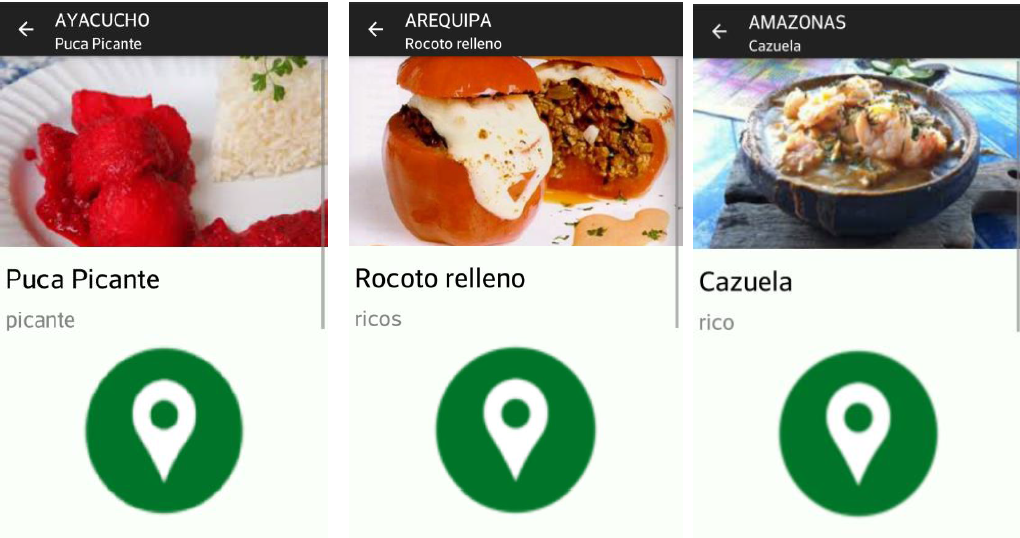 AYACUCHO
Puca Picante
Puca Picante
picante
AREQUIPA
Rocoto relleno
Rocoto relleno
ricos
AMAZONAS
Cazuela
Cazuela
rico